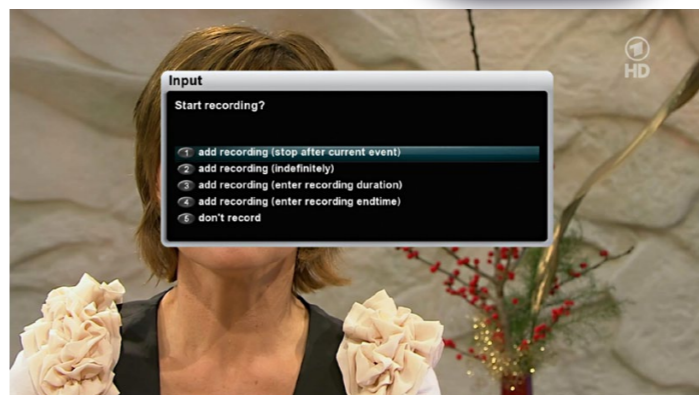 1
HD
Input
Start recording?
1 add recording (stop after current event)
2 add recording (indefinitely)
3 add recording (enter recording duration)
4 add recording (enter recording endtime)
5 don't record